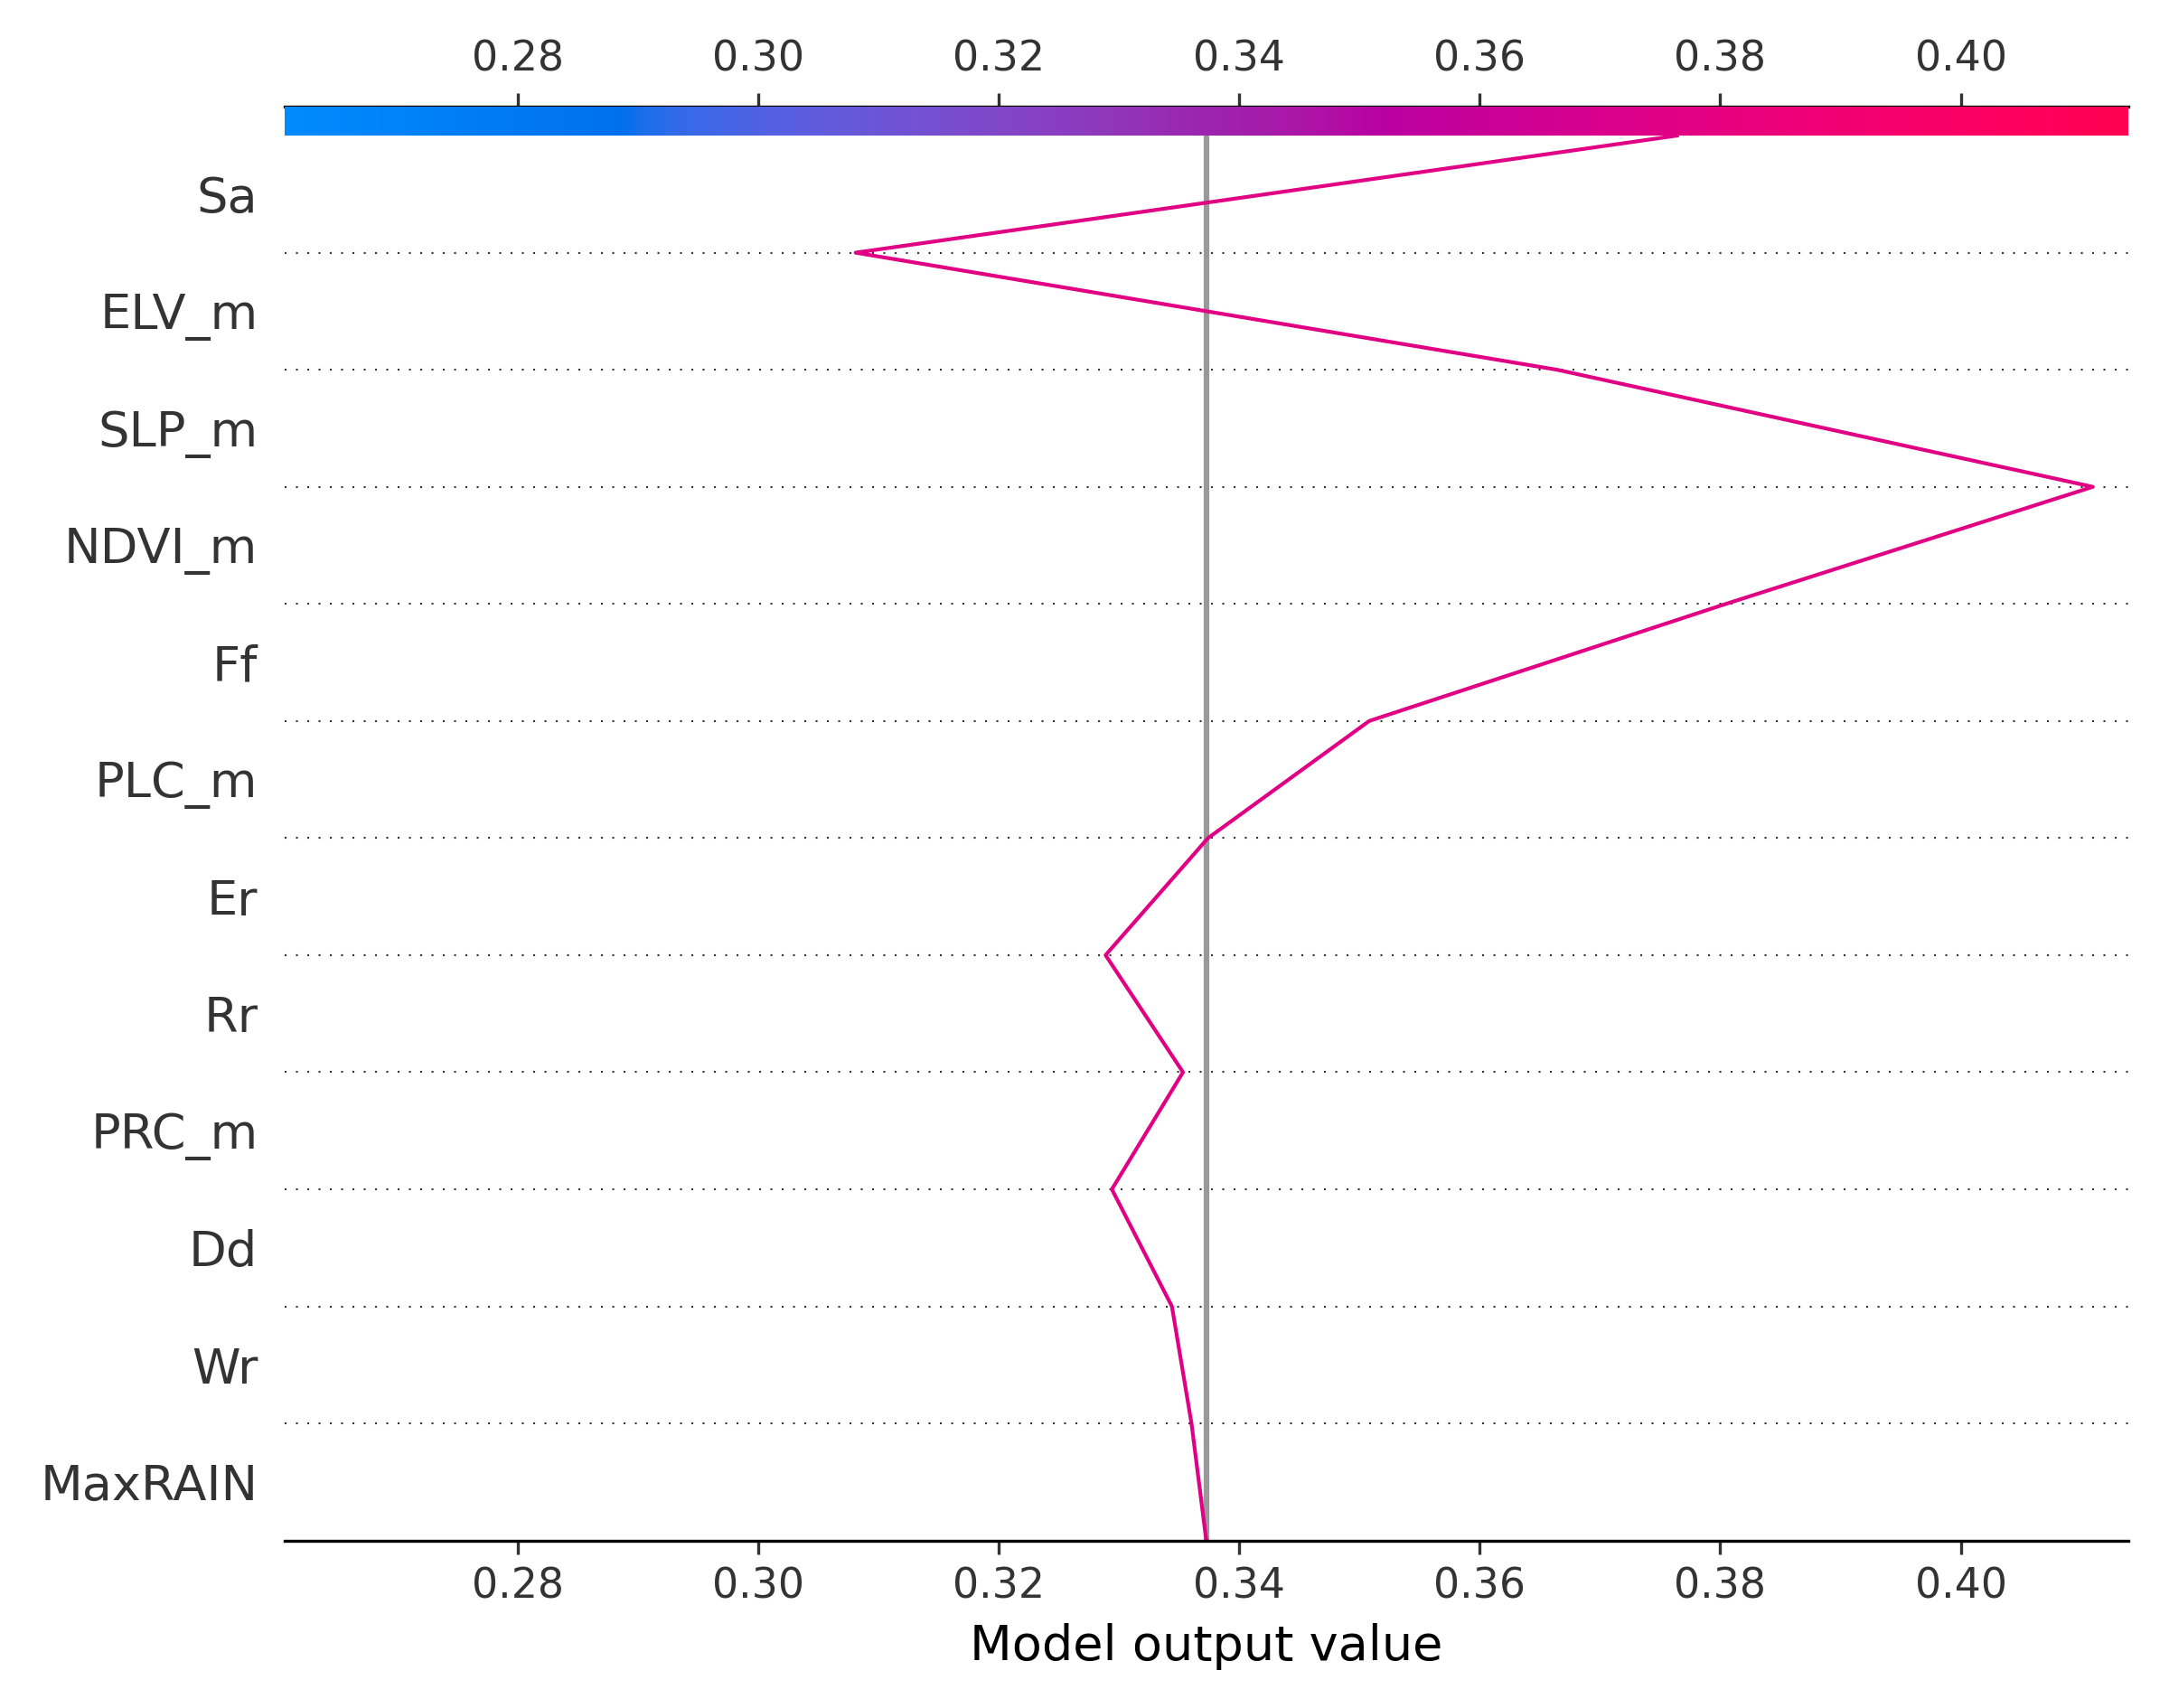 0.28 0.30 0.32 0.34 0.36 0.38 0.40
Sa
ELV_m
SLP_m
NDVI_m
Ff
PLC_m
Er
Rr
PRC_m
Dd
Wr
MaxRAIN
0.28 0.30 0.32 0.34 0.36 0.38 0.40
Model output value